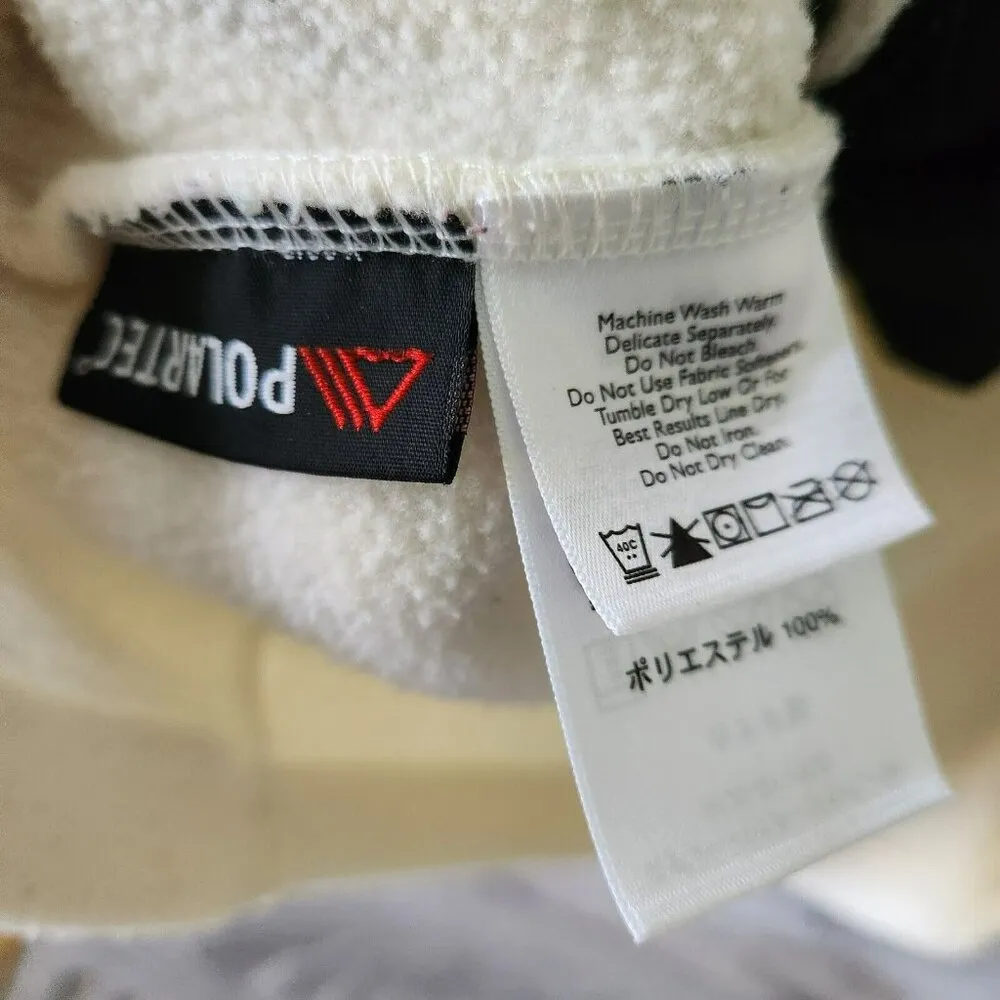 POLARTEC
Machine Wash Warm
Delicate Separately.
Do Not Bleach.
Do Not Use Fabric Softeners.
Tumble Dry Low Or For
Best Results Line Dry.
Do Not Iron.
Do Not Dry Clean.
40C
ポリエステル 100%